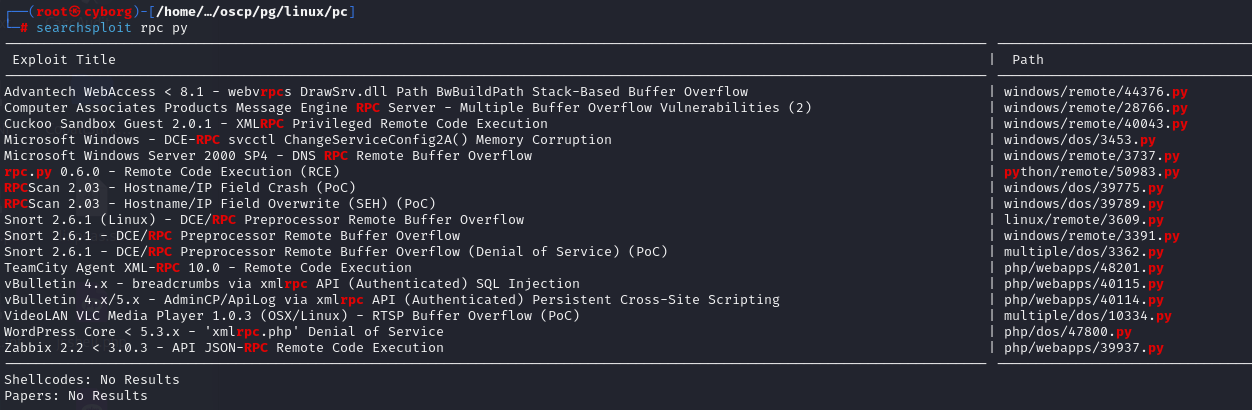 ┌──(root㉿cyborg)-[/home/…/oscp/pg/linux/pc]
└─# searchsploit rpc py
Exploit Title | Path
Advantech WebAccess < 8.1 - webvrpcs DrawSrv.dll Path BwBuildPath Stack-Based Buffer Overflow | windows/remote/44376.py
Computer Associates Products Message Engine RPC Server - Multiple Buffer Overflow Vulnerabilities (2) | windows/remote/28766.py
Cuckoo Sandbox Guest 2.0.1 - XMLRPC Privileged Remote Code Execution | windows/remote/40043.py
Microsoft Windows - DCE-RPC svcctl ChangeServiceConfig2A() Memory Corruption | windows/dos/3453.py
Microsoft Windows Server 2000 SP4 - DNS RPC Remote Buffer Overflow | windows/remote/3737.py
rpc.py 0.6.0 - Remote Code Execution (RCE) | python/remote/50983.py
RPCScan 2.03 - Hostname/IP Field Crash (PoC) | windows/dos/39775.py
RPCScan 2.03 - Hostname/IP Field Overwrite (SEH) (PoC) | windows/dos/39789.py
Snort 2.6.1 (Linux) - DCE/RPC Preprocessor Remote Buffer Overflow | linux/remote/3609.py
Snort 2.6.1 - DCE/RPC Preprocessor Remote Buffer Overflow | windows/remote/3391.py
Snort 2.6.1 - DCE/RPC Preprocessor Remote Buffer Overflow (Denial of Service) (PoC) | multiple/dos/3362.py
TeamCity Agent XML-RPC 10.0 - Remote Code Execution | php/webapps/48201.py
vBulletin 4.x - breadcrumbs via xmlrpc API (Authenticated) SQL Injection | php/webapps/40115.py
vBulletin 4.x/5.x - AdminCP/ApiLog via xmlrpc API (Authenticated) Persistent Cross-Site Scripting | php/webapps/40114.py
VideoLAN VLC Media Player 1.0.3 (OSX/Linux) - RTSP Buffer Overflow (PoC) | multiple/dos/10334.py
WordPress Core < 5.3.x - 'xmlrpc.php' Denial of Service | php/dos/47800.py
Zabbix 2.2 < 3.0.3 - API JSON-RPC Remote Code Execution | php/webapps/39937.py
Shellcodes: No Results
Papers: No Results